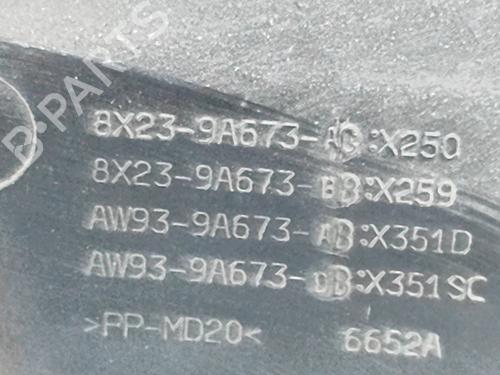 B-PARTS
8X23-9A673-AG:X250
8X23-9A673-BB:X259
AW93-9A673-AB:X351D
AW93-9A673-DB:X351SC
>PP-MD20< 6652A